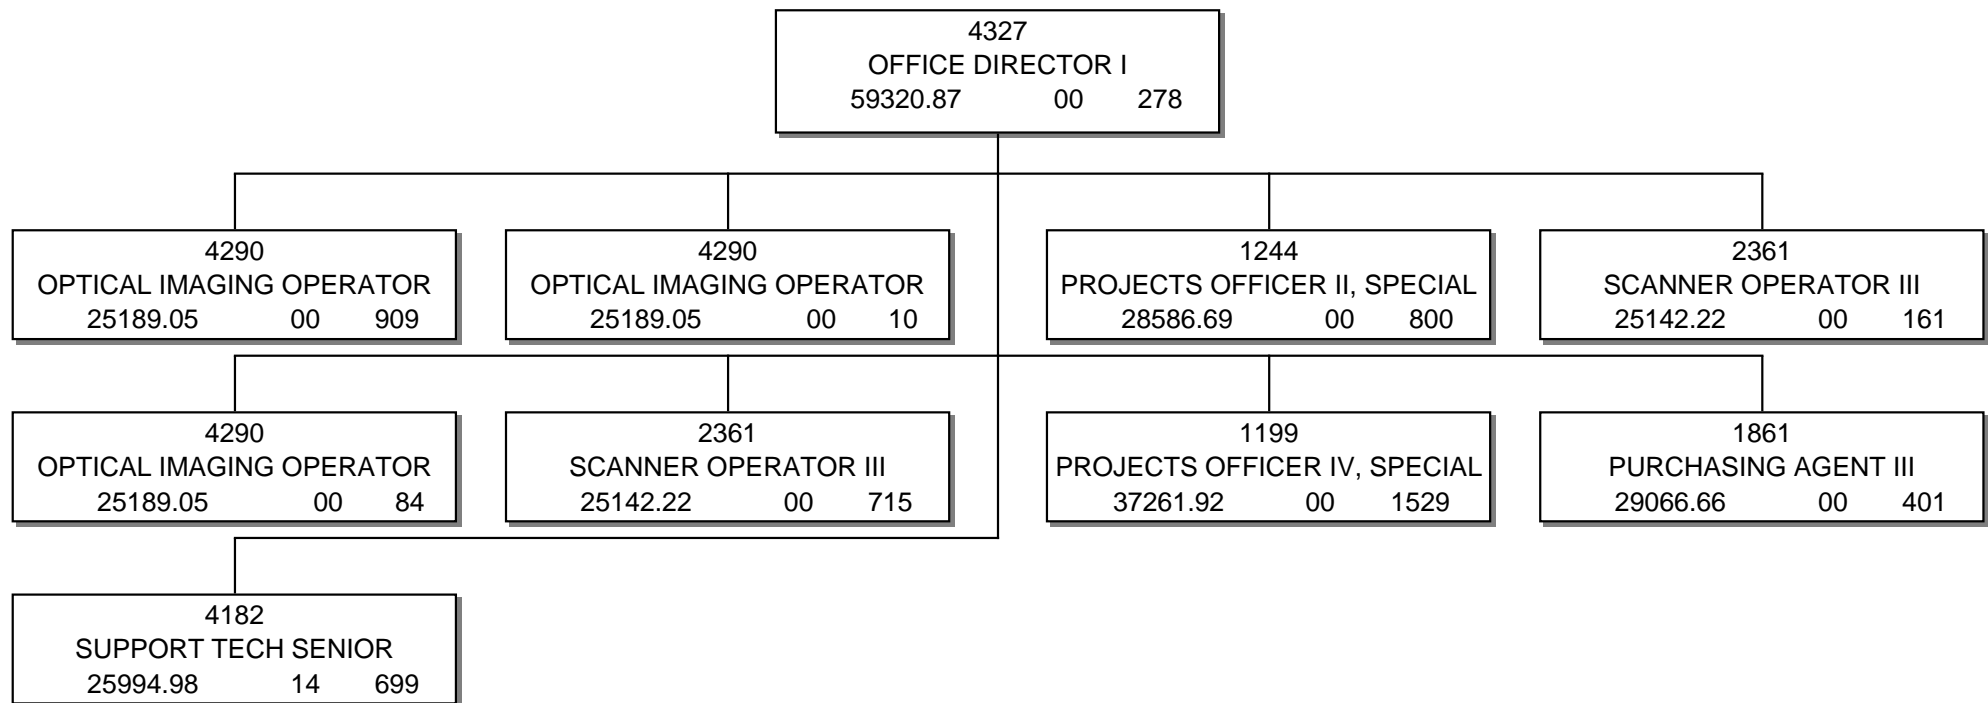 4327
OFFICE DIRECTOR I
59320.87 00 278
4290
OPTICAL IMAGING OPERATOR
25189.05 00 909
4290
OPTICAL IMAGING OPERATOR
25189.05 00 10
1244
PROJECTS OFFICER II, SPECIAL
28586.69 00 800
2361
SCANNER OPERATOR III
25142.22 00 161
4290
OPTICAL IMAGING OPERATOR
25189.05 00 84
2361
SCANNER OPERATOR III
25142.22 00 715
1199
PROJECTS OFFICER IV, SPECIAL
37261.92 00 1529
1861
PURCHASING AGENT III
29066.66 00 401
4182
SUPPORT TECH SENIOR
25994.98 14 699